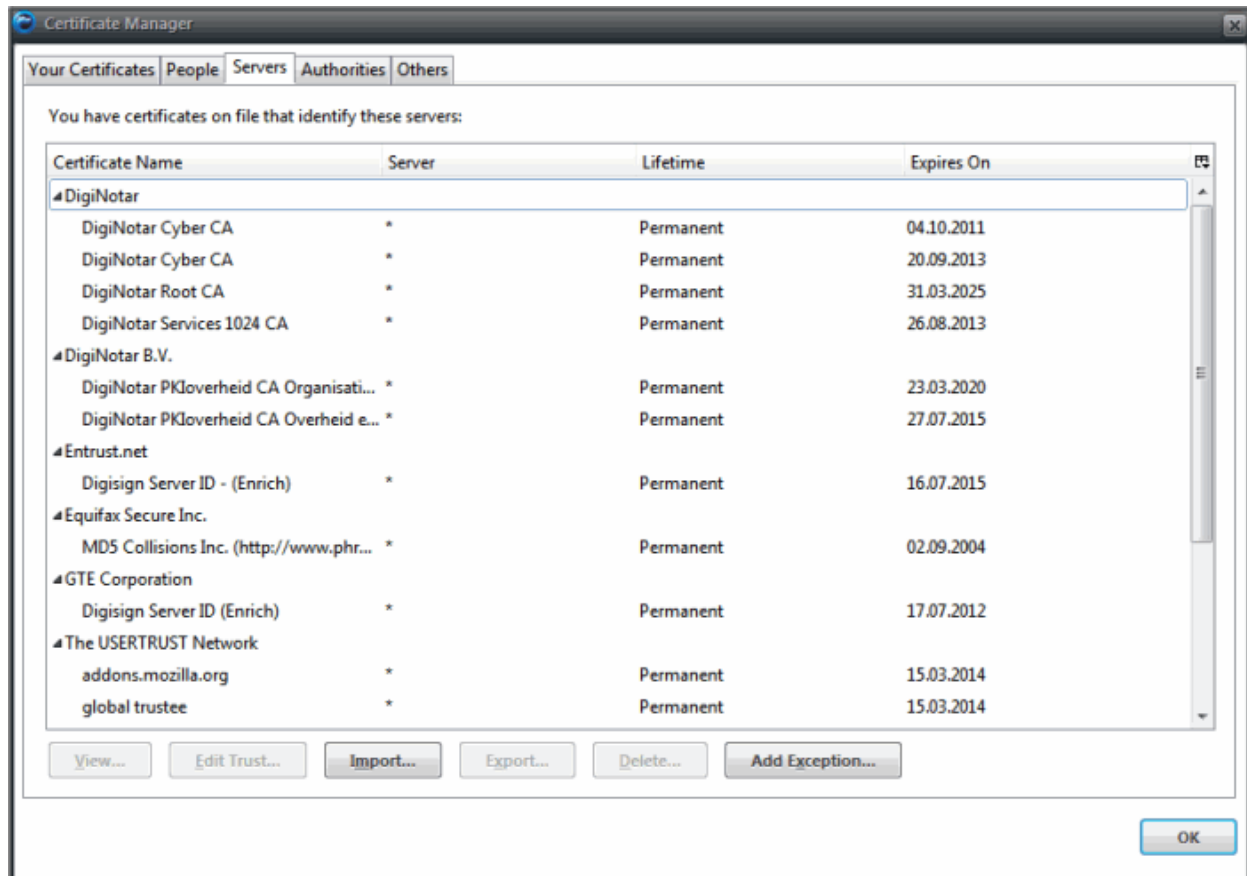 Certificate Manager
Your Certificates People Servers Authorities Others
You have certificates on file that identify these servers:
Certificate Name Server Lifetime Expires On
DigiNotar
DigiNotar Cyber CA * Permanent 04.10.2011
DigiNotar Cyber CA * Permanent 20.09.2013
DigiNotar Root CA * Permanent 31.03.2025
DigiNotar Services 1024 CA * Permanent 26.08.2013
DigiNotar B.V.
DigiNotar PKIoverheid CA Organisati... * Permanent 23.03.2020
DigiNotar PKIoverheid CA Overheid e... * Permanent 27.07.2015
Entrust.net
Digisign Server ID - (Enrich) * Permanent 16.07.2015
Equifax Secure Inc.
MD5 Collisions Inc. (http://www.phr... * Permanent 02.09.2004
GTE Corporation
Digisign Server ID (Enrich) * Permanent 17.07.2012
The USERTRUST Network
addons.mozilla.org * Permanent 15.03.2014
global trustee * Permanent 15.03.2014
View... Edit Trust... Import... Export... Delete... Add Exception...
OK